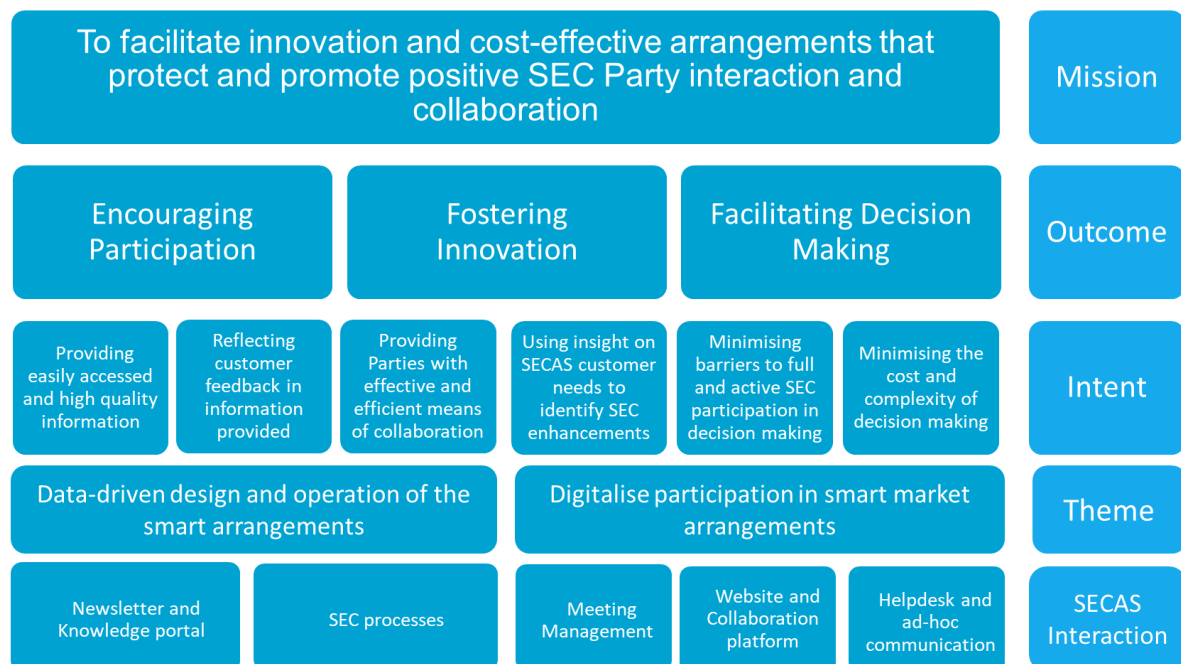 To facilitate innovation and cost-effective arrangements that
protect and promote positive SEC Party interaction and
collaboration
Mission
Encouraging
Participation
Fostering
Innovation
Facilitating Decision
Making
Outcome
Providing
easily accessed
and high quality
information
Reflecting
customer
feedback in
information
provided
Providing
Parties with
effective and
efficient means
of collaboration
Using insight on
SECAS customer
needs to
identify SEC
enhancements
Minimising
barriers to full
and active SEC
participation in
decision making
Minimising the
cost and
complexity of
decision making
Intent
Data-driven design and operation of the
smart arrangements
Digitalise participation in smart market
arrangements
Theme
Newsletter and
Knowledge portal
SEC processes
Meeting
Management
Website and
Collaboration
platform
Helpdesk and
ad-hoc
communication
SECAS
Interaction